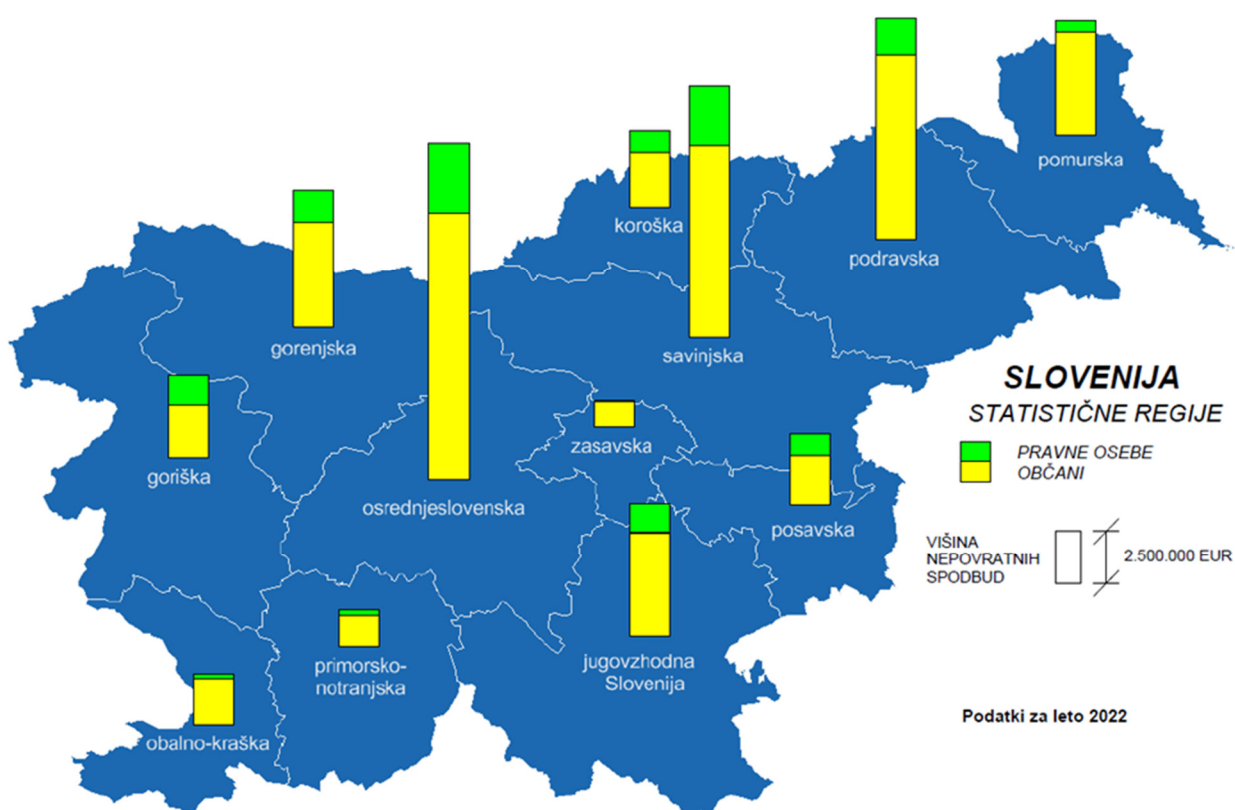 pomurska
koroška
podravska
gorenjska
savinjska
SLOVENIJA
STATISTIČNE REGIJE
PRAVNE OSEBE
OBČANI
zasavska
goriška
osrednjeslovenska
posavska
VIŠINA
NEPOVRATNIH
SPODBUD
2.500.000 EUR
primorsko-
notranjska
jugovzhodna
Slovenija
Podatki za leto 2022
obalno-kraška